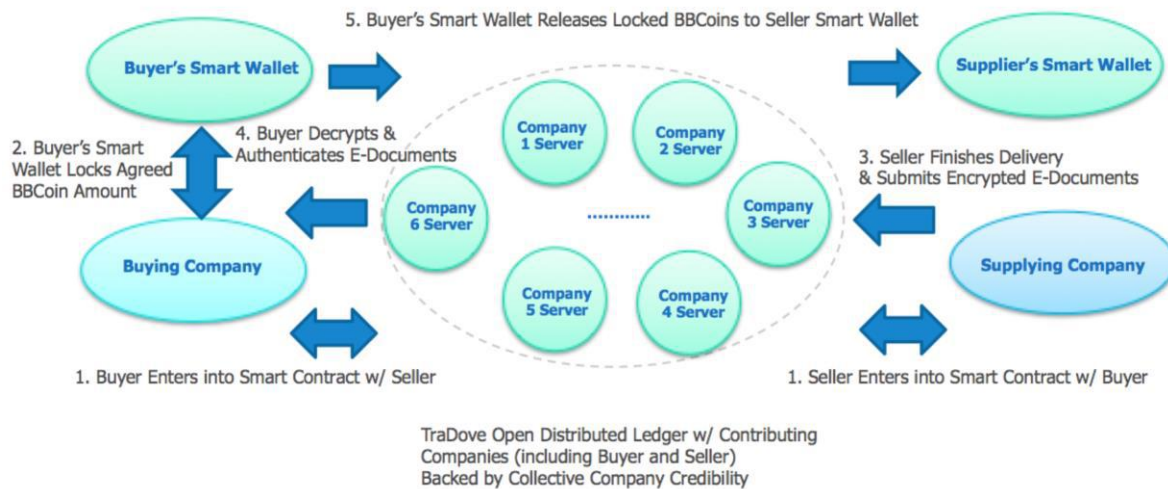 5. Buyer's Smart Wallet Releases Locked BBCoins to Seller Smart Wallet
Buyer's Smart Wallet
Supplier's Smart Wallet
2. Buyer's Smart
Wallet Locks Agreed
BBCoin Amount
4. Buyer Decrypts &
Authenticates E-Documents
Company
1 Server
Company
2 Server
3. Seller Finishes Delivery
& Submits Encrypted E-Documents
Company
6 Server
............
Company
3 Server
Buying Company
Supplying Company
Company
5 Server
Company
4 Server
1. Buyer Enters into Smart Contract w/ Seller
1. Seller Enters into Smart Contract w/ Buyer
TraDove Open Distributed Ledger w/ Contributing
Companies (including Buyer and Seller)
Backed by Collective Company Credibility